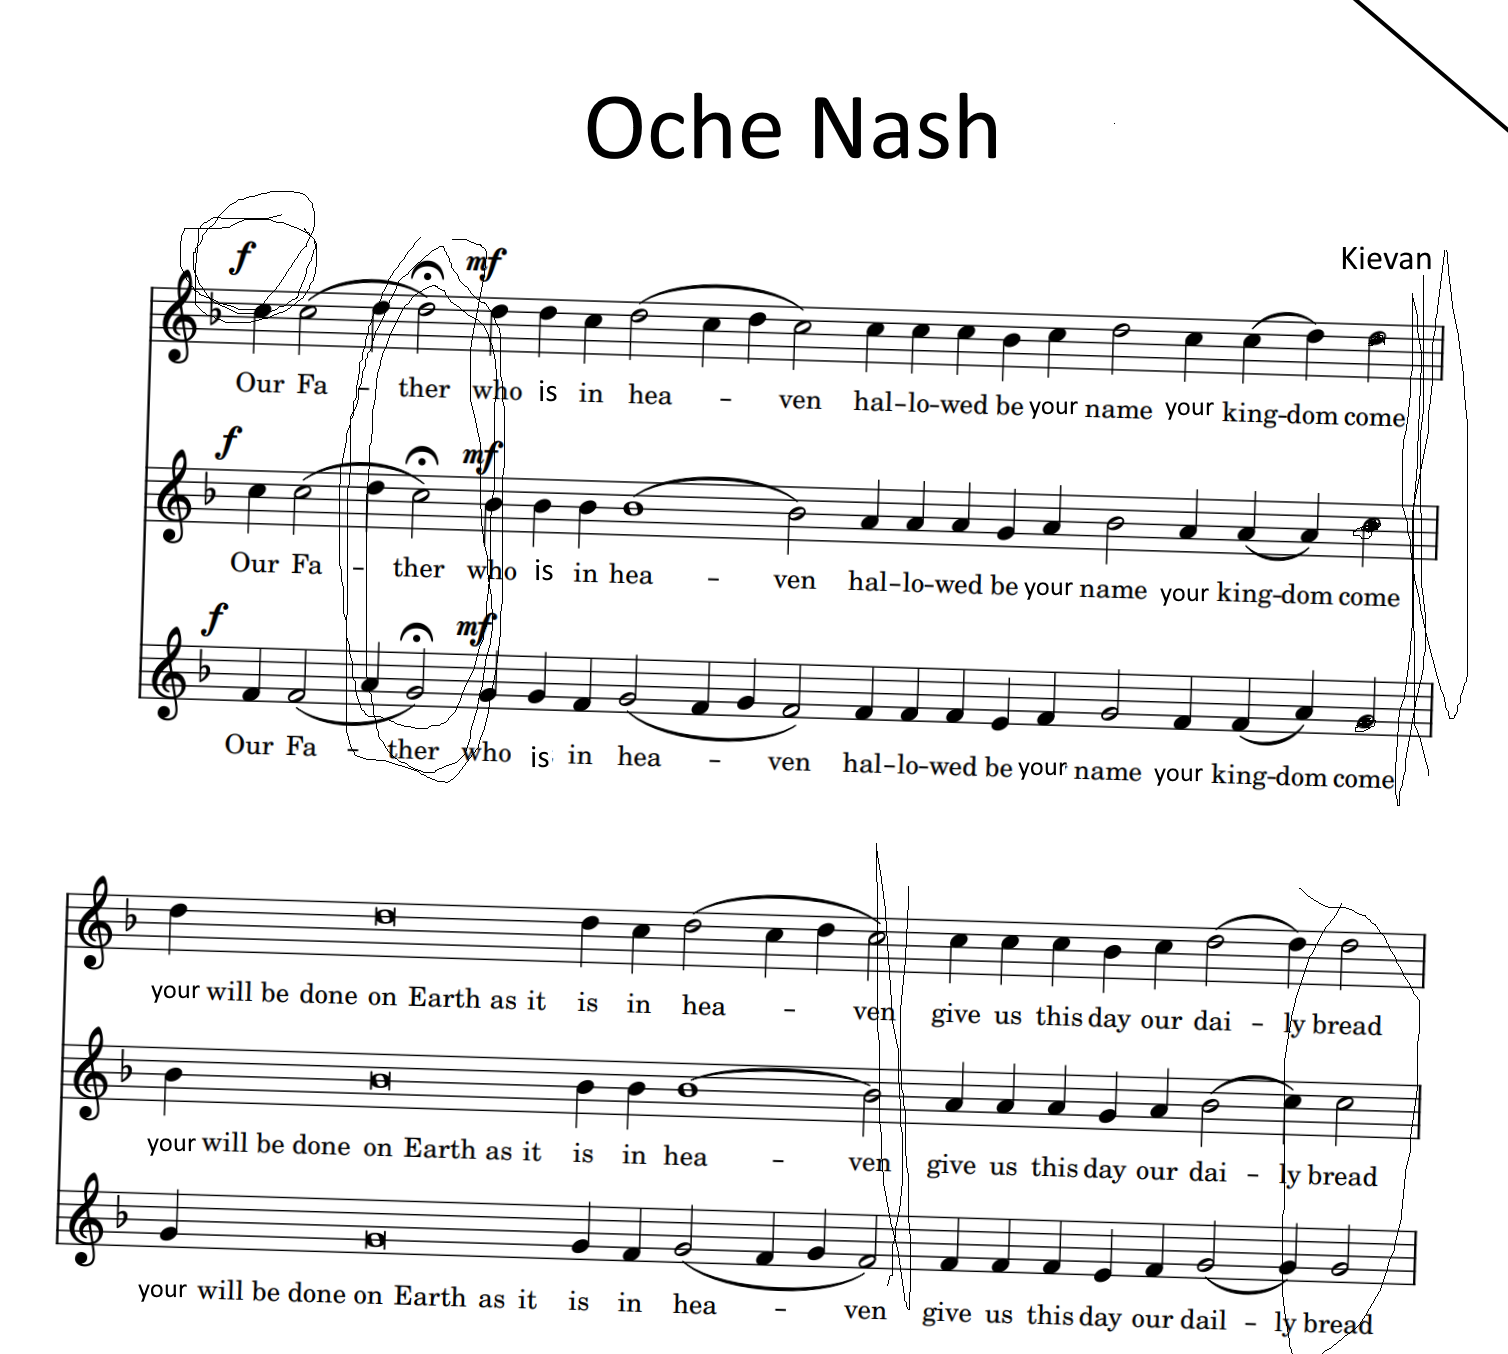 Oche Nash
Kievan
f mf
Our Fa – ther who is in hea – ven hal–lo–wed be your name your king–dom come
f mf
Our Fa – ther who is in hea – ven hal–lo–wed be your name your king–dom come
f mf
Our Fa – ther who is in hea – ven hal–lo–wed be your name your king–dom come
your will be done on Earth as it is in hea – ven give us this day our dai – ly bread
your will be done on Earth as it is in hea – ven give us this day our dai – ly bread
your will be done on Earth as it is in hea – ven give us this day our dail – ly bread